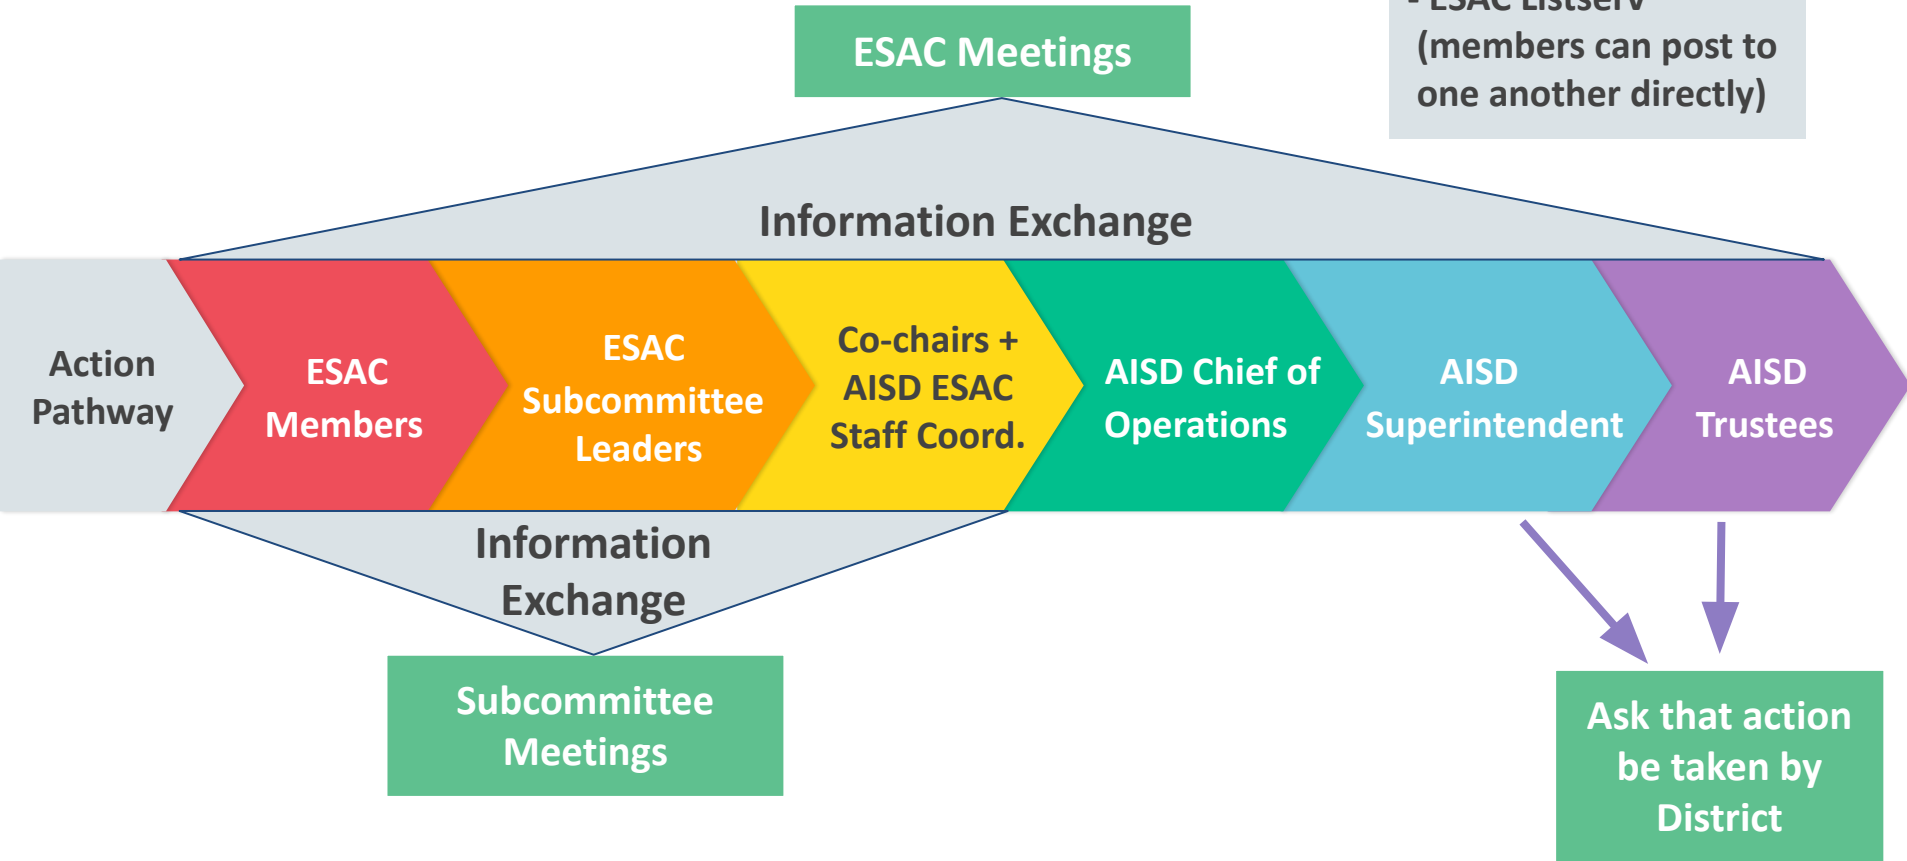 - ESAC Listserv
(members can post to
one another directly)
ESAC Meetings
Information Exchange
Action
Pathway
ESAC
Members
ESAC
Subcommittee
Leaders
Co-chairs +
AISD ESAC
Staff Coord.
AISD Chief of
Operations
AISD
Superintendent
AISD
Trustees
Information
Exchange
Subcommittee
Meetings
Ask that action
be taken by
District